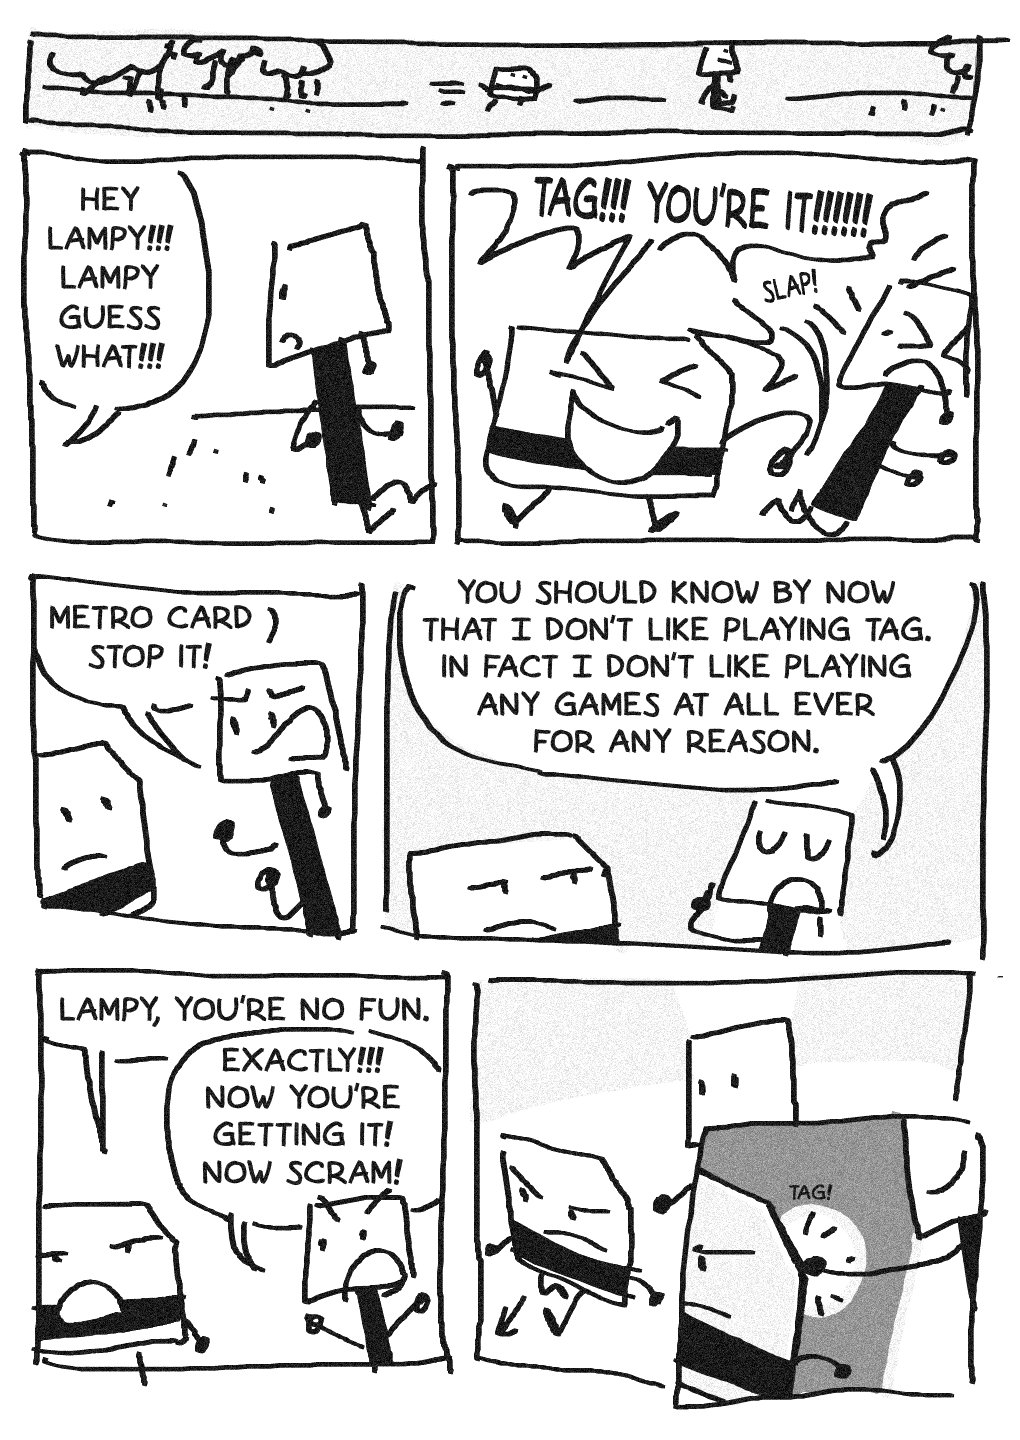 HEY
LAMPY!!!
LAMPY
GUESS
WHAT!!!
TAG!!! YOU'RE IT!!!!!!
SLAP!
METRO CARD
STOP IT!
YOU SHOULD KNOW BY NOW
THAT I DON'T LIKE PLAYING TAG.
IN FACT I DON'T LIKE PLAYING
ANY GAMES AT ALL EVER
FOR ANY REASON.
LAMPY, YOU'RE NO FUN.
EXACTLY!!!
NOW YOU'RE
GETTING IT!
NOW SCRAM!
TAG!